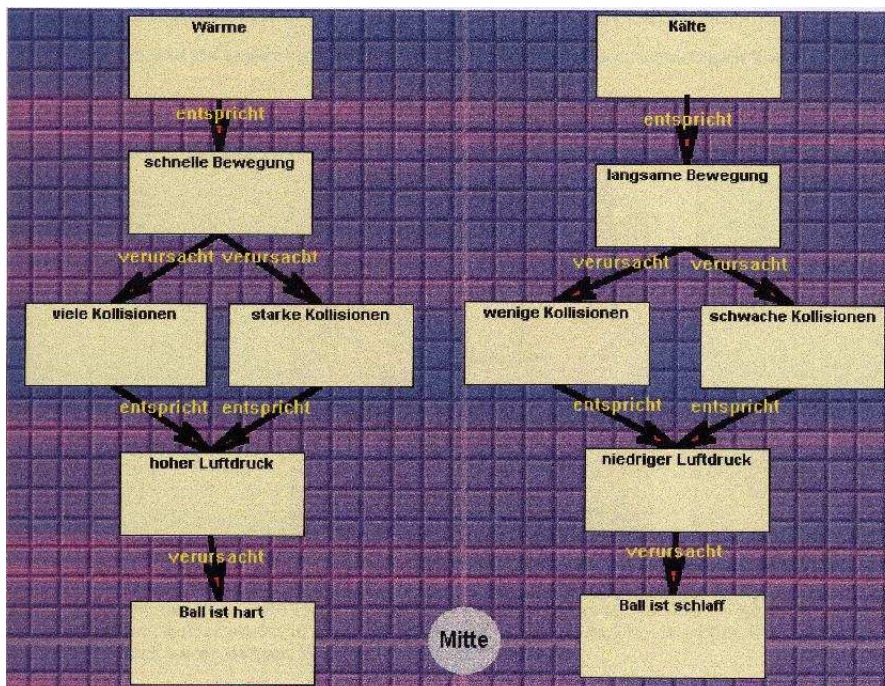 Wärme
entspricht
schnelle Bewegung
verursacht verursacht
viele Kollisionen
starke Kollisionen
entspricht entspricht
hoher Luftdruck
verursacht
Ball ist hart
Kälte
entspricht
langsame Bewegung
verursacht verursacht
wenige Kollisionen
schwache Kollisionen
entspricht entspricht
niedriger Luftdruck
verursacht
Ball ist schlaff
Mitte